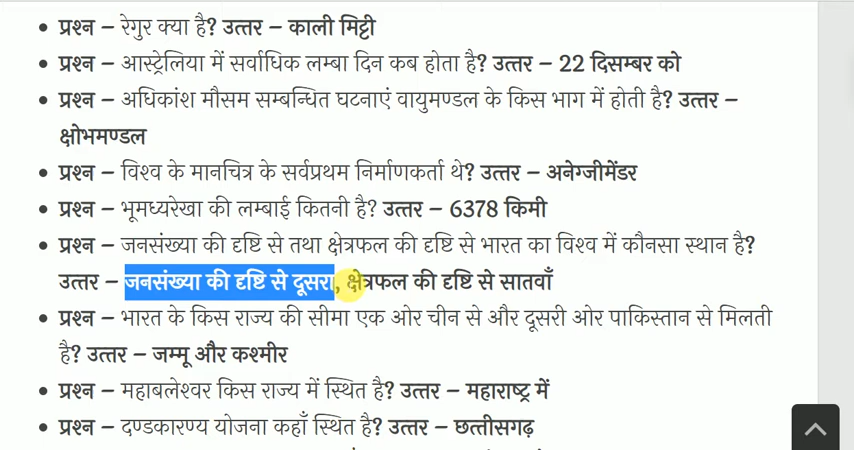 प्रश्न – रेगुर क्या है? उत्तर – काली मिट्टी
प्रश्न – आस्ट्रेलिया में सर्वाधिक लम्बा दिन कब होता है? उत्तर – 22 दिसम्बर को
प्रश्न – अधिकांश मौसम सम्बन्धित घटनाएं वायुमण्डल के किस भाग में होती है? उत्तर –
क्षोभमण्डल
प्रश्न – विश्व के मानचित्र के सर्वप्रथम निर्माणकर्ता थे? उत्तर – अनेग्जीमेंडर
प्रश्न – भूमध्यरेखा की लम्बाई कितनी है? उत्तर – 6378 किमी
प्रश्न – जनसंख्या की दृष्टि से तथा क्षेत्रफल की दृष्टि से भारत का विश्व में कौनसा स्थान है?
उत्तर – जनसंख्या की दृष्टि से दूसरा, क्षेत्रफल की दृष्टि से सातवाँ
प्रश्न – भारत के किस राज्य की सीमा एक ओर चीन से और दूसरी ओर पाकिस्तान से मिलती
है? उत्तर – जम्मू और कश्मीर
प्रश्न – महाबलेश्वर किस राज्य में स्थित है? उत्तर – महाराष्ट्र में
प्रश्न – दण्डकारण्य योजना कहाँ स्थित है? उत्तर – छत्तीसगढ़